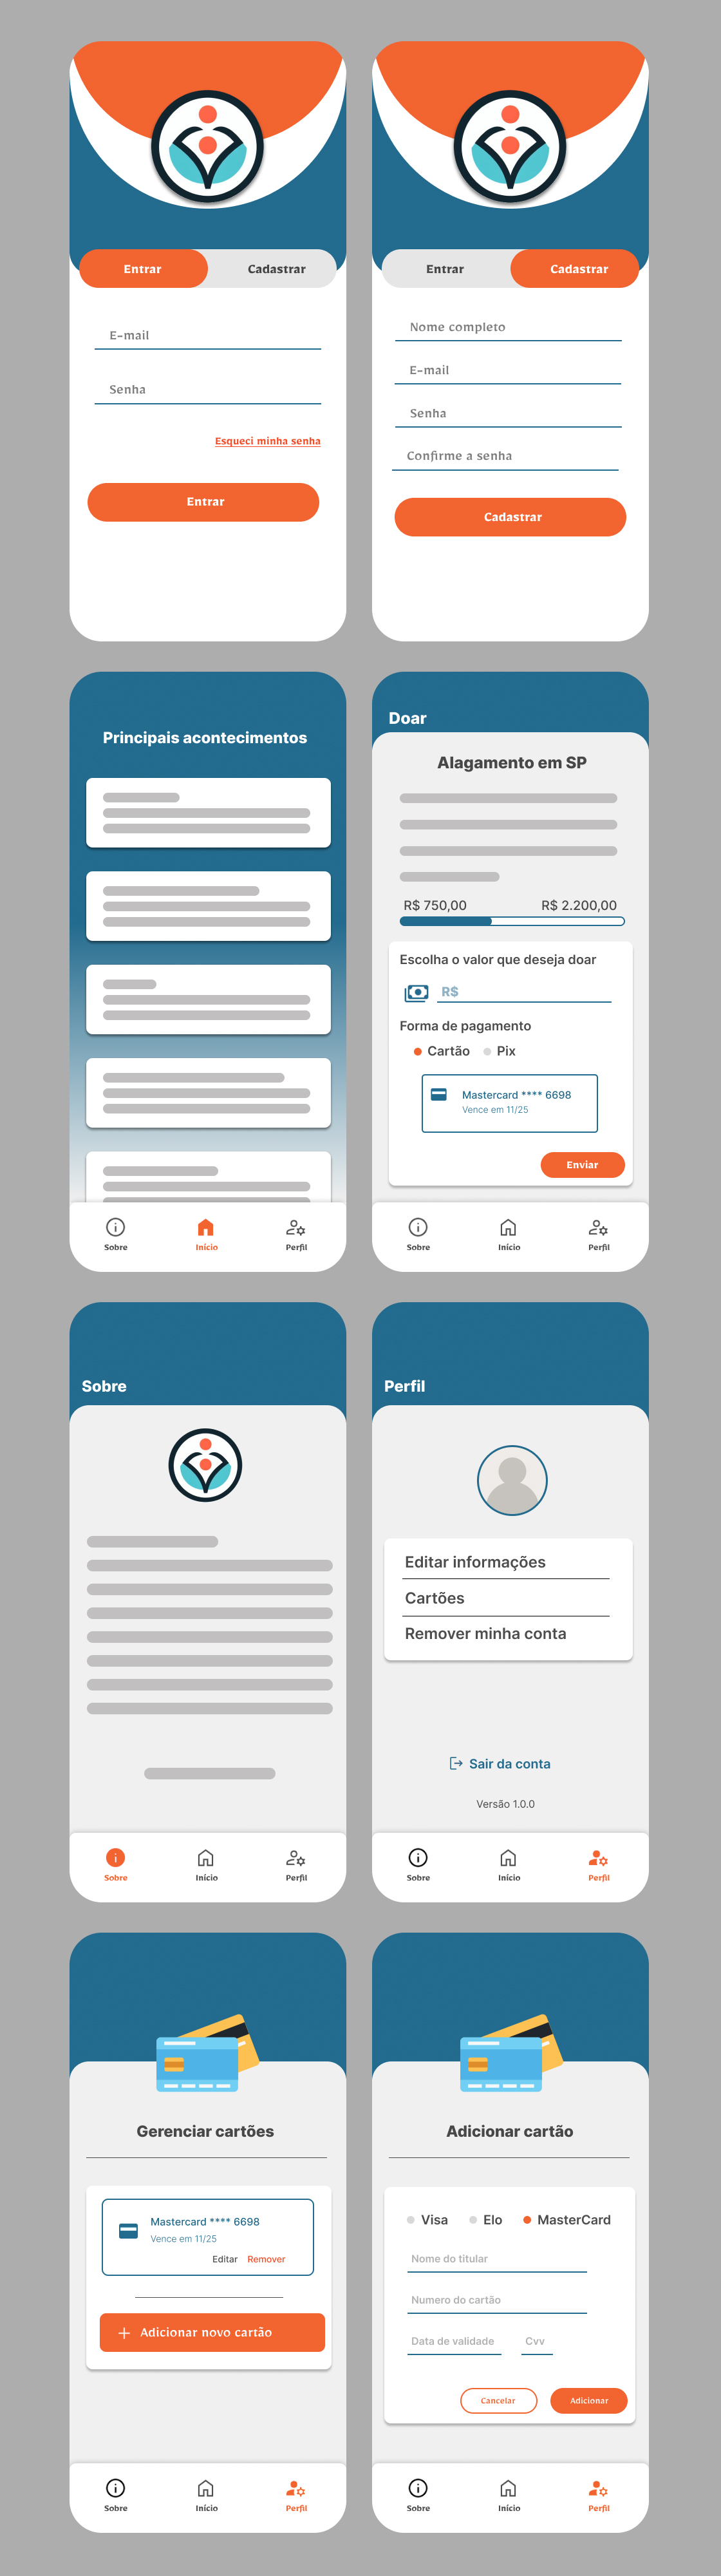 Entrar
Cadastrar
E-mail
Senha
Esqueci minha senha
Entrar
Entrar
Cadastrar
Nome completo
E-mail
Senha
Confirme a senha
Cadastrar
Principais acontecimentos
Sobre
Início
Perfil
Doar
Alagamento em SP
R$ 750,00
R$ 2.200,00
Escolha o valor que deseja doar
R$
Forma de pagamento
Cartão
Pix
Mastercard **** 6698
Vence em 11/25
Enviar
Sobre
Início
Perfil
Sobre
Sobre
Início
Perfil
Perfil
Editar informações
Cartões
Remover minha conta
Sair da conta
Versão 1.0.0
Sobre
Início
Perfil
Gerenciar cartões
Mastercard **** 6698
Vence em 11/25
Editar
Remover
Adicionar novo cartão
Sobre
Início
Perfil
Adicionar cartão
Visa
Elo
MasterCard
Nome do titular
Numero do cartão
Data de validade
Cvv
Cancelar
Adicionar
Sobre
Início
Perfil